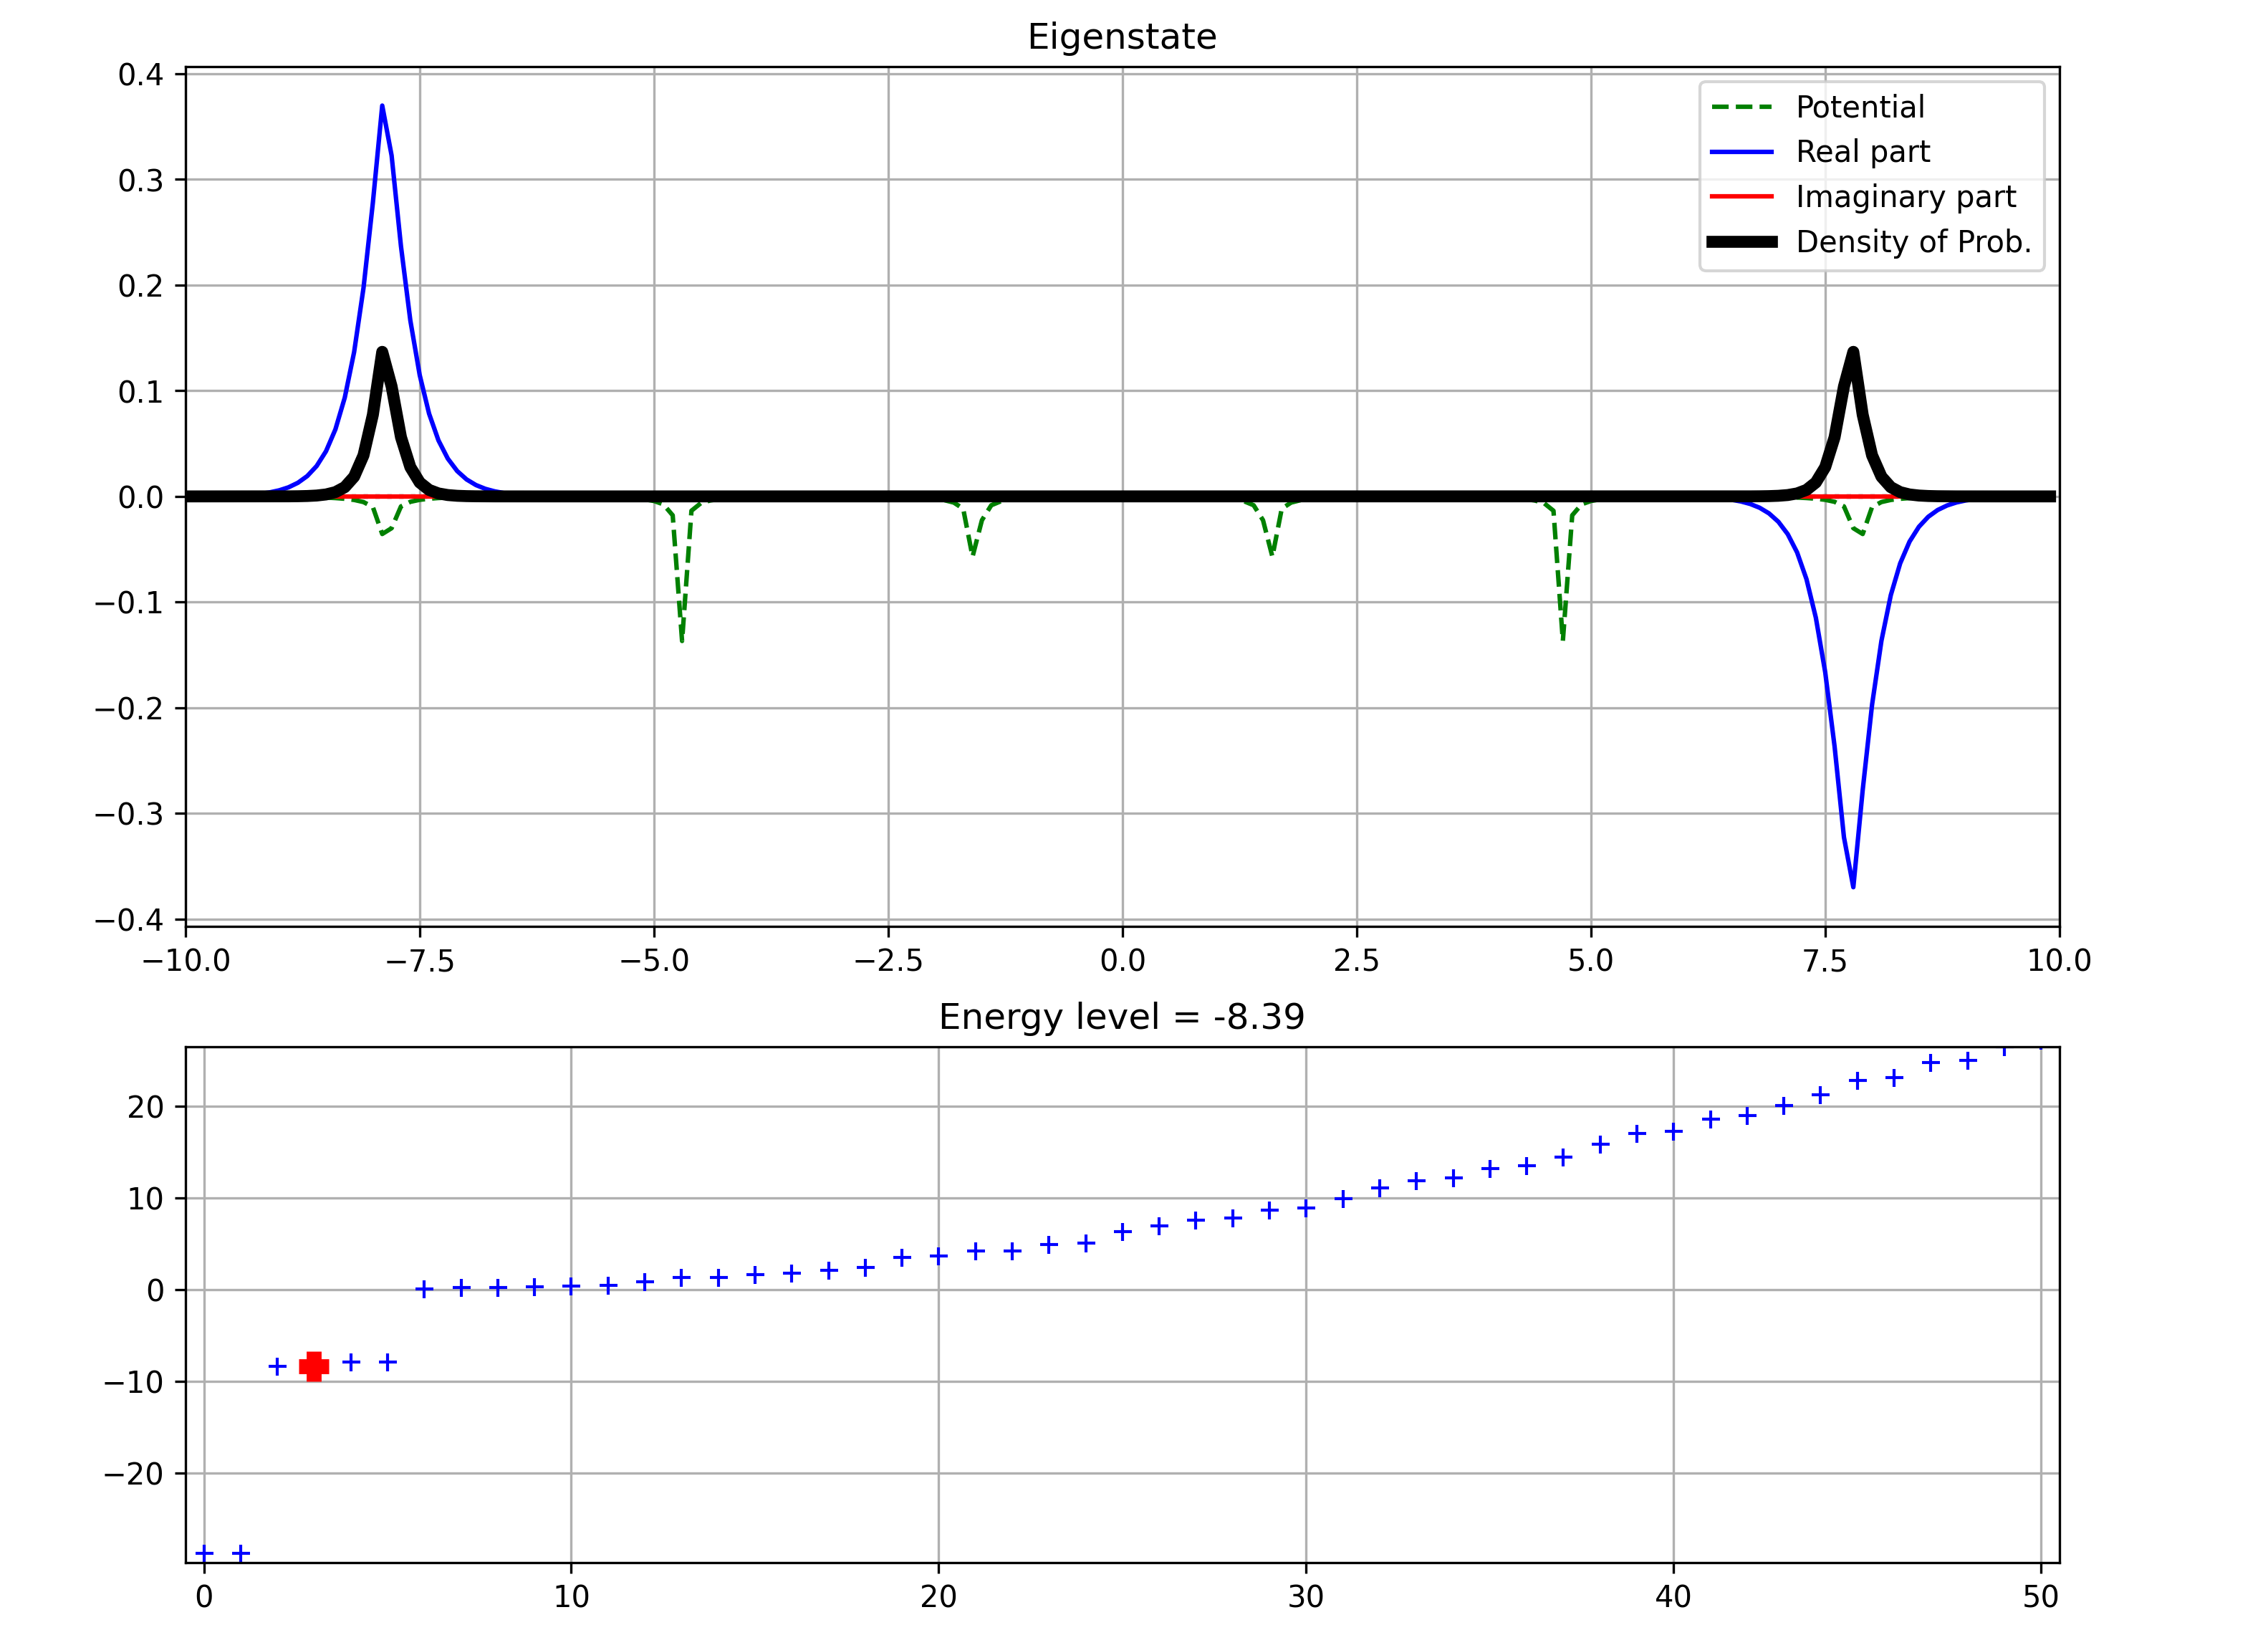 Eigenstate
0.4
0.3
0.2
0.1
0.0
−0.1
−0.2
−0.3
−0.4
Potential
Real part
Imaginary part
Density of Prob.
−10.0 −7.5 −5.0 −2.5 0.0 2.5 5.0 7.5 10.0
Energy level = -8.39
20
10
0
−10
−20
0 10 20 30 40 50